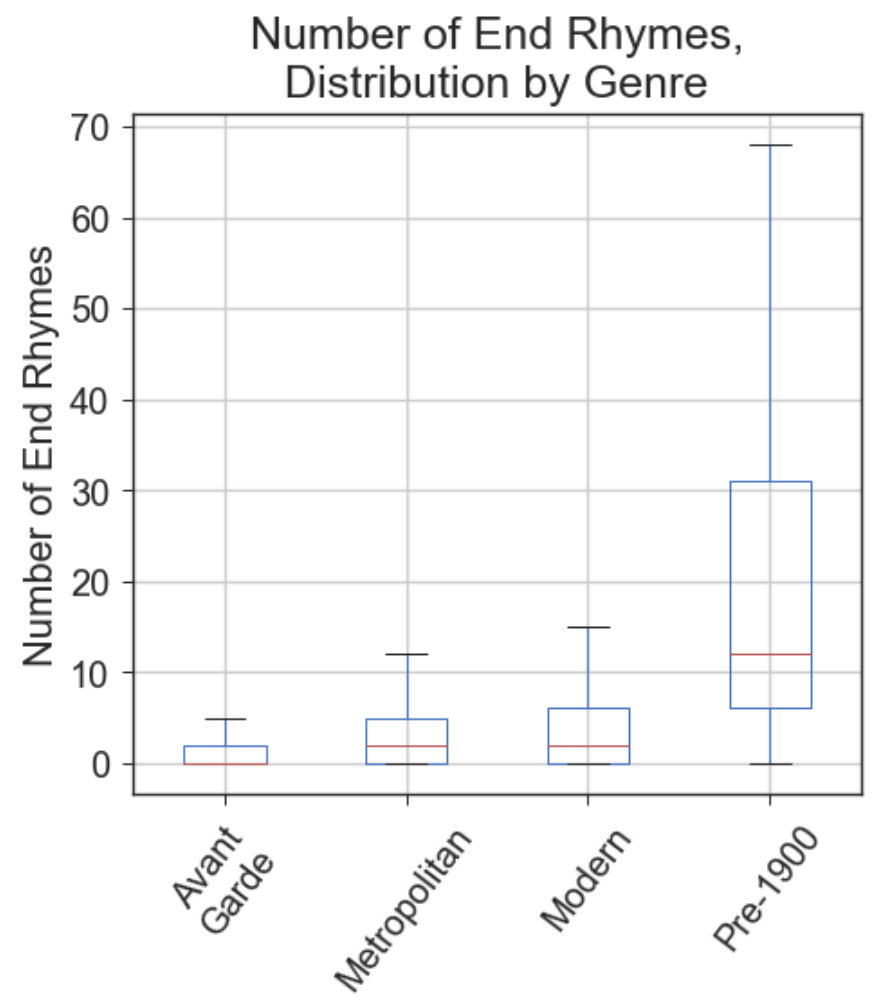 Number of End Rhymes,
Distribution by Genre
Number of End Rhymes
70
60
50
40
30
20
10
0
Avant
Garde
Metropolitan
Modern
Pre-1900